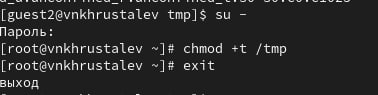 [guest2@vnkhrustalev tmp]$ su -
Пароль:
[root@vnkhrustalev ~]# chmod +t /tmp
[root@vnkhrustalev ~]# exit
выход